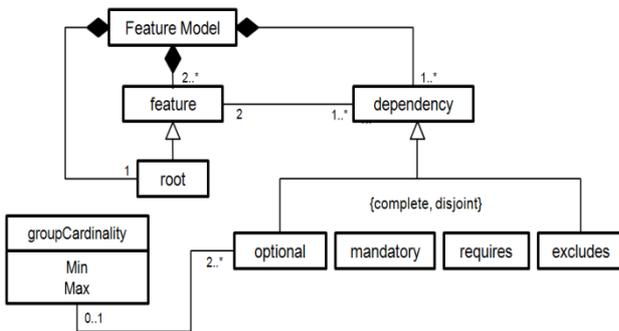 Feature Model
2..*
1..*
feature
dependency
2
1..*
1
root
{complete, disjoint}
groupCardinality
Min
Max
optional
mandatory
requires
excludes
2..*
0..1